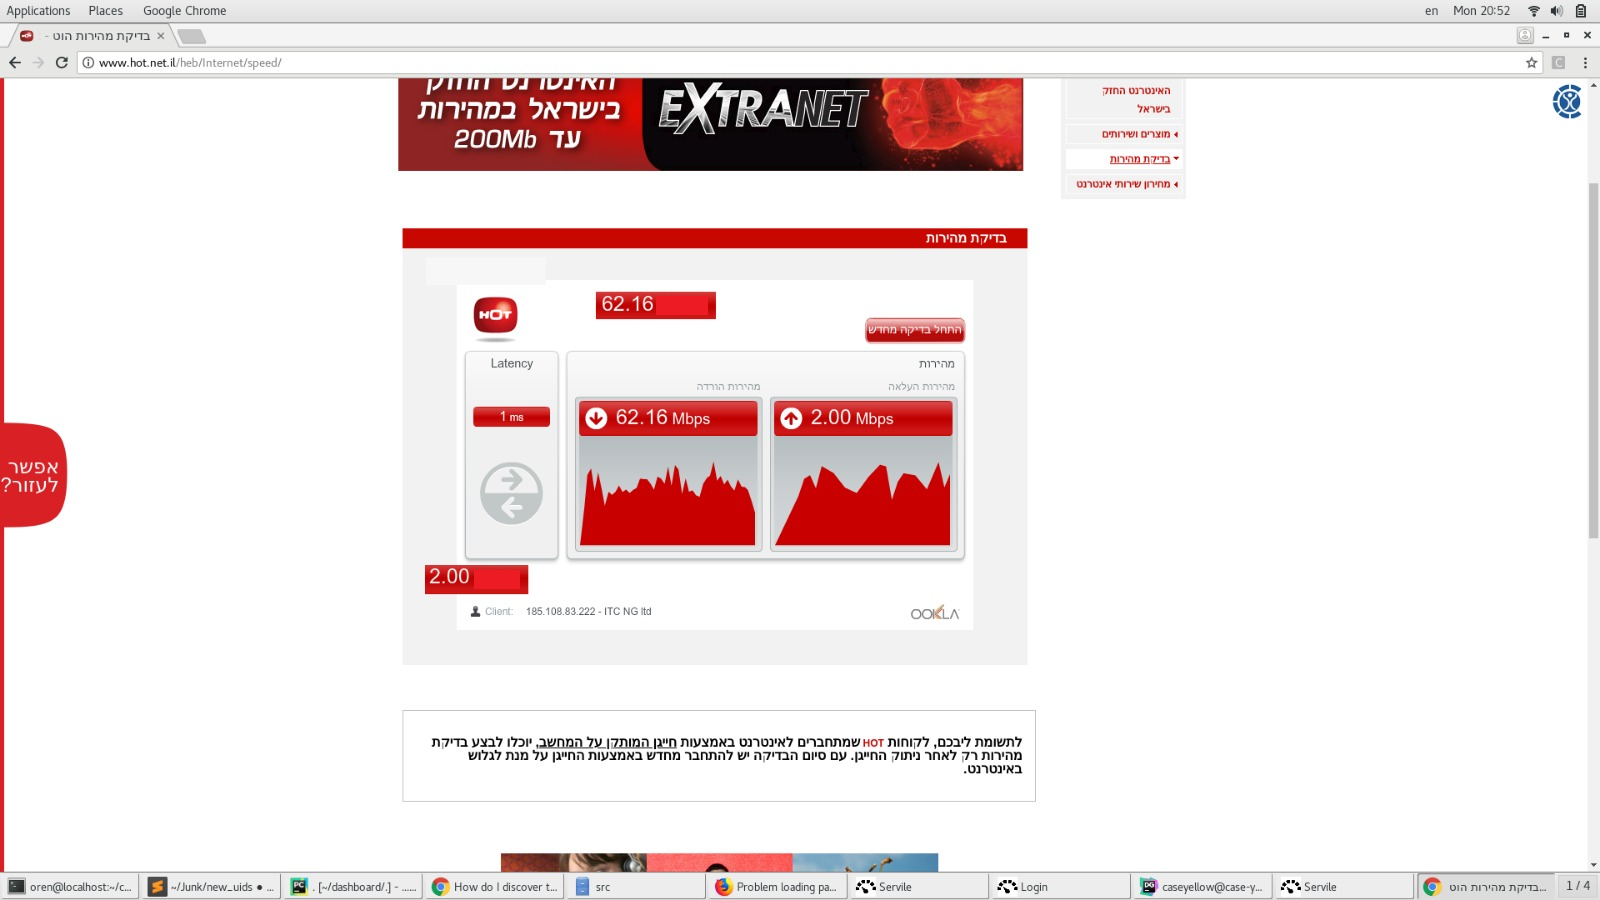 Applications Places Google Chrome en Mon 20:52
בדיקת מהירות הוט -
www.hot.net.il/heb/Internet/speed/
האינטרנט החזק
בישראל במהירות
עד 200Mb
EXTRANET
האינטרנט החזק
בישראל
מוצרים ושירותים
בדיקת מהירות
מחירון שירותי אינטרנט
בדיקת מהירות
HOT
62.16
התחל בדיקה מחדש
Latency
מהירות
מהירות הורדה
מהירות העלאה
1 ms
62.16 Mbps
2.00 Mbps
אפשר
לעזור?
2.00
Client: 185.108.83.222 - ITC NG ltd
OOKLA
לתשומת ליבכם, לקוחות HOT שמתחברים לאינטרנט באמצעות חייגן המותקן על המחשב, יוכלו לבצע בדיקת
מהירות רק לאחר ניתוק החייגן. עם סיום הבדיקה יש להתחבר מחדש באמצעות החייגן על מנת לגלוש
באינטרנט.
oren@localhost:~/c... ~/Junk/new_uids ● ... . [~/dashboard/.] - ...... How do I discover t... src Problem loading pa... Servile Login caseyellow@case-y... Servile בדיקת מהירות הוט... 1 / 4